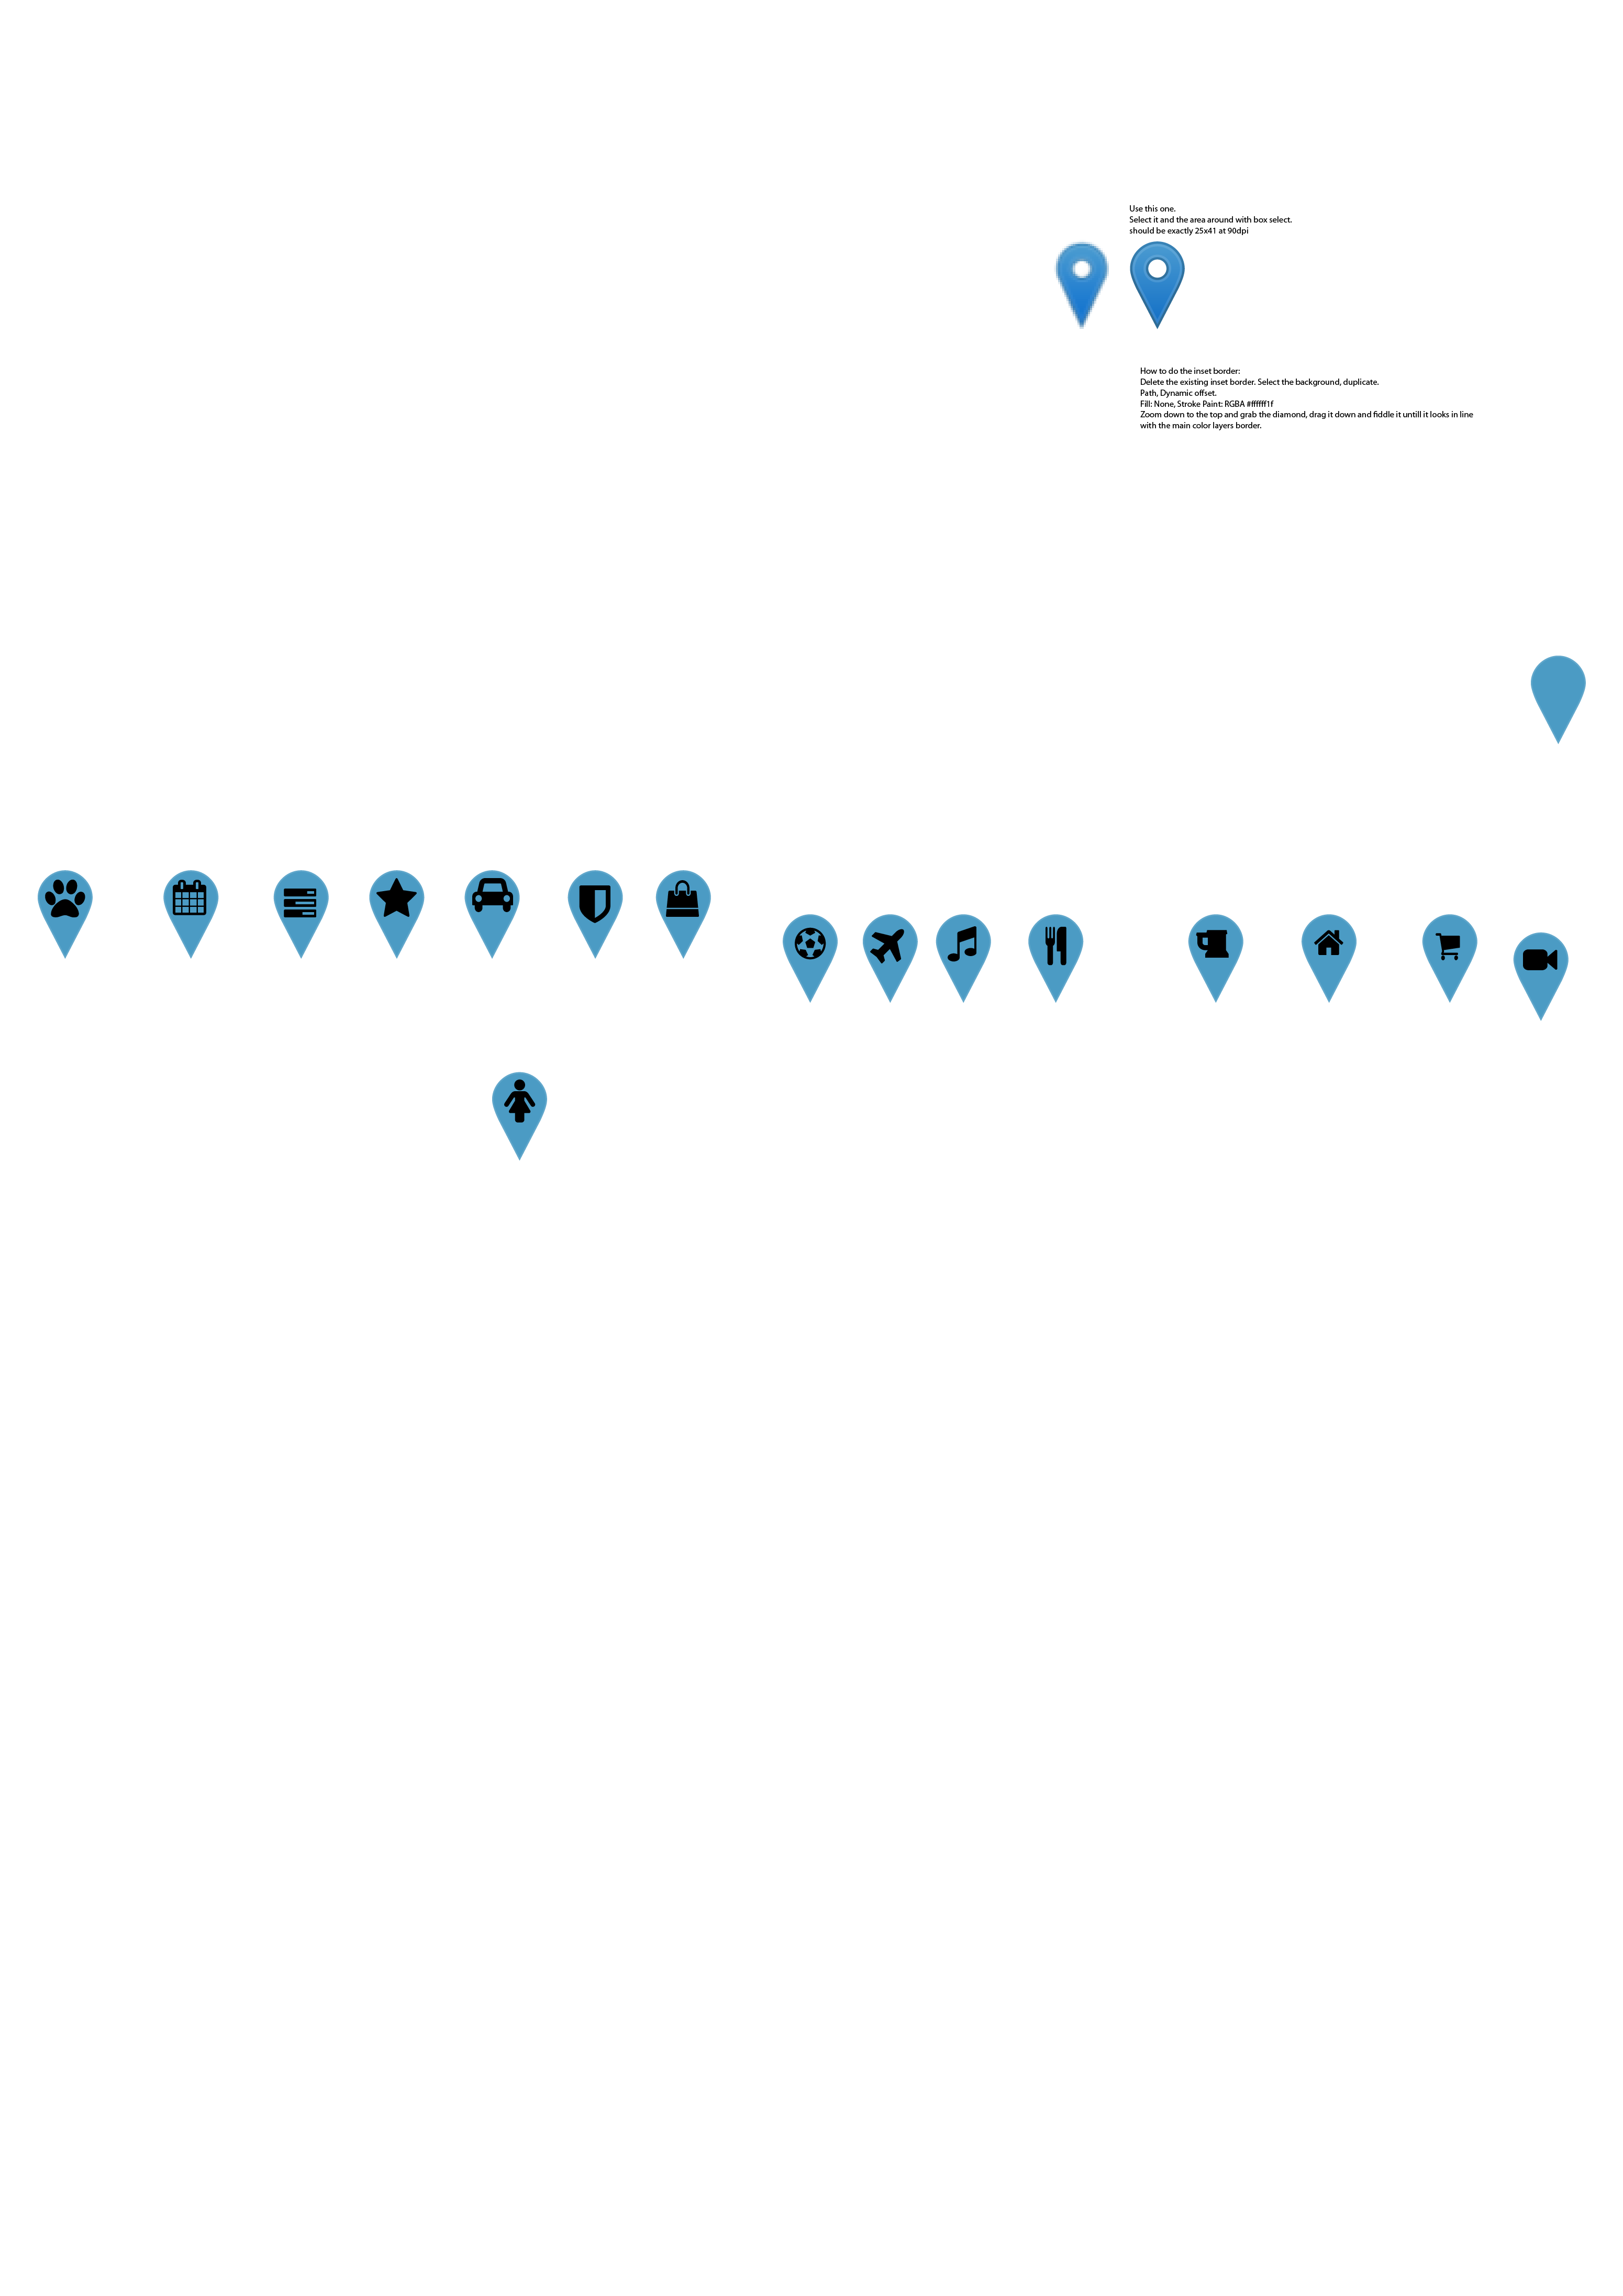 Use this one.
Select it and the area around with box select.
should be exactly 25x41 at 90dpi
How to do the inset border:
Delete the existing inset border. Select the background, duplicate.
Path, Dynamic offset.
Fill: None, Stroke Paint: RGBA #ffffff1f
Zoom down to the top and grab the diamond, drag it down and fiddle it untill it looks in line
with the main color layers border.